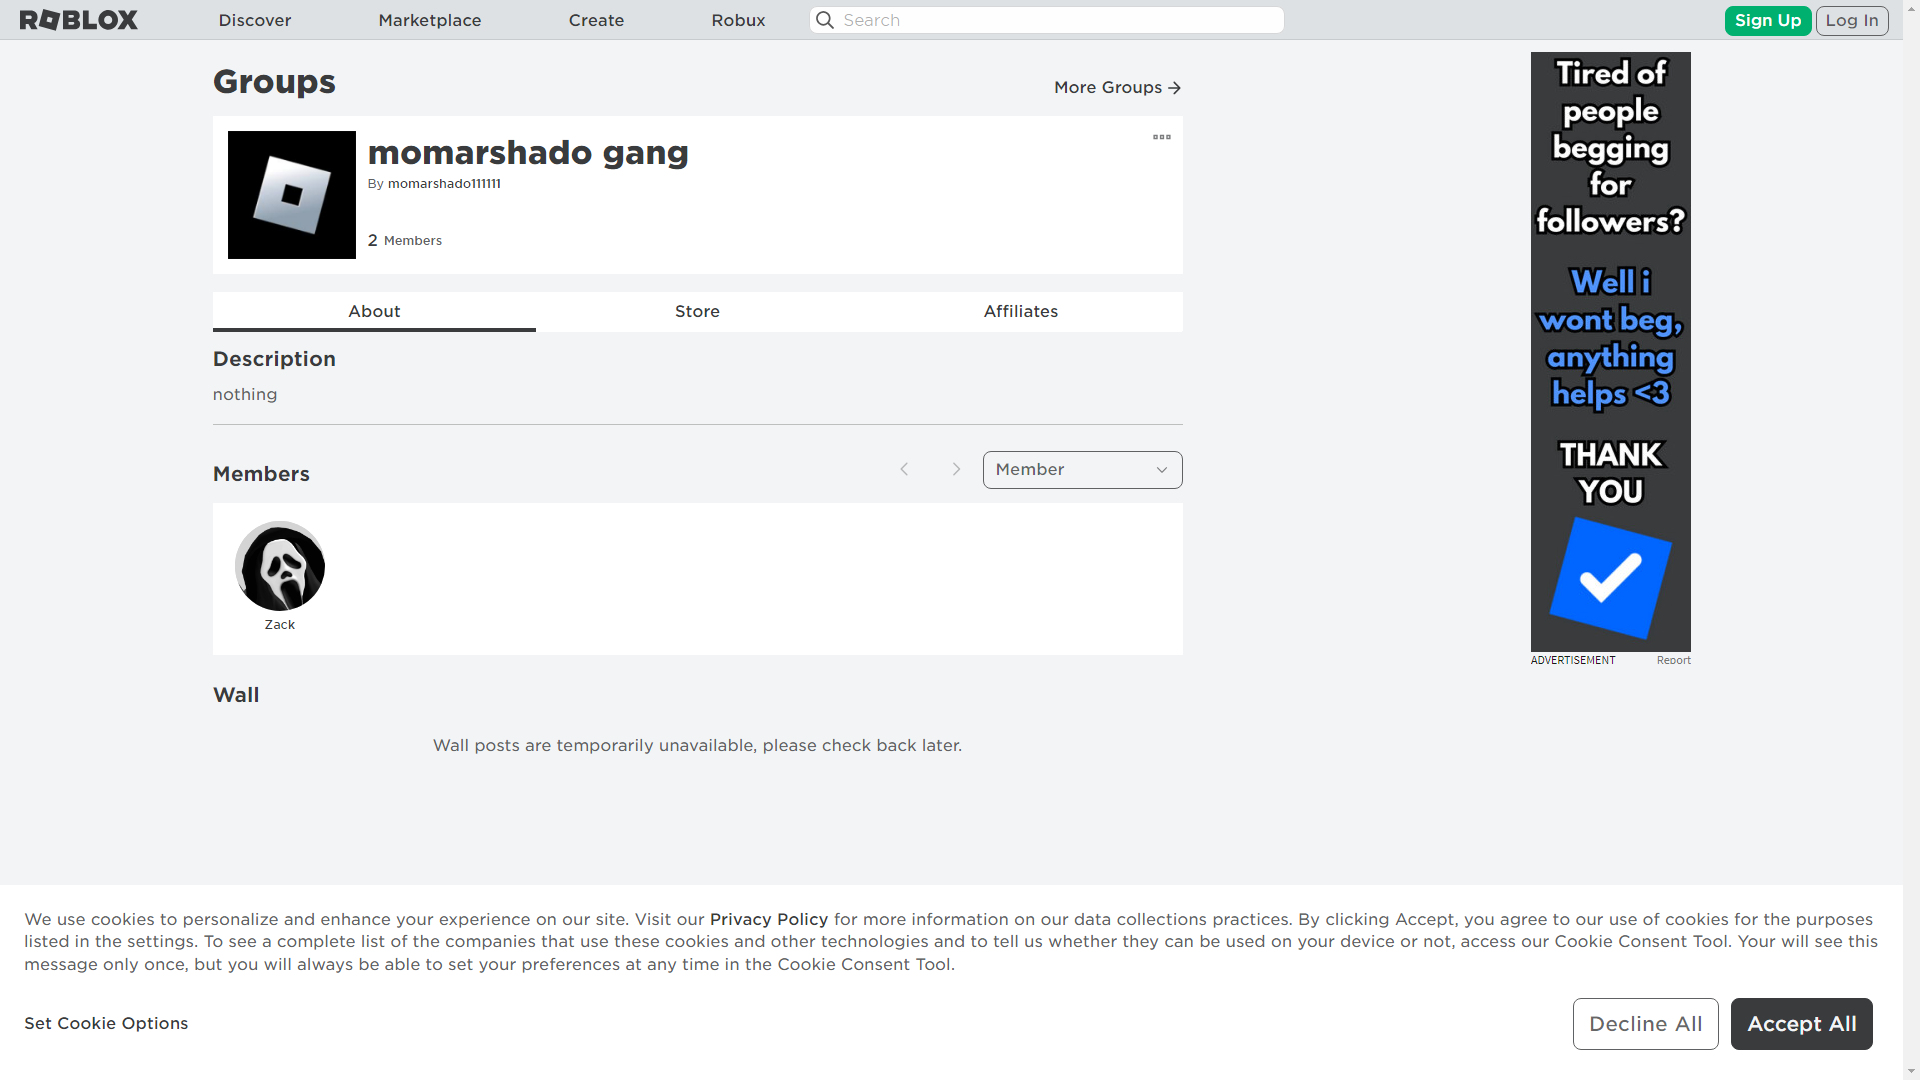 ROBLOX
Discover
Marketplace
Create
Robux
Search
Sign Up
Log In
Groups
More Groups
momarshado gang
By momarshado111111
2 Members
About
Store
Affiliates
Description
nothing
Members
Member
Zack
Wall
Wall posts are temporarily unavailable, please check back later.
Tired of
people
begging
for
followers?
Well i
wont beg,
anything
helps <3
THANK
YOU
ADVERTISEMENT
Report
We use cookies to personalize and enhance your experience on our site. Visit our Privacy Policy for more information on our data collections practices. By clicking Accept, you agree to our use of cookies for the purposes
listed in the settings. To see a complete list of the companies that use these cookies and other technologies and to tell us whether they can be used on your device or not, access our Cookie Consent Tool. Your will see this
message only once, but you will always be able to set your preferences at any time in the Cookie Consent Tool.
Set Cookie Options
Decline All
Accept All